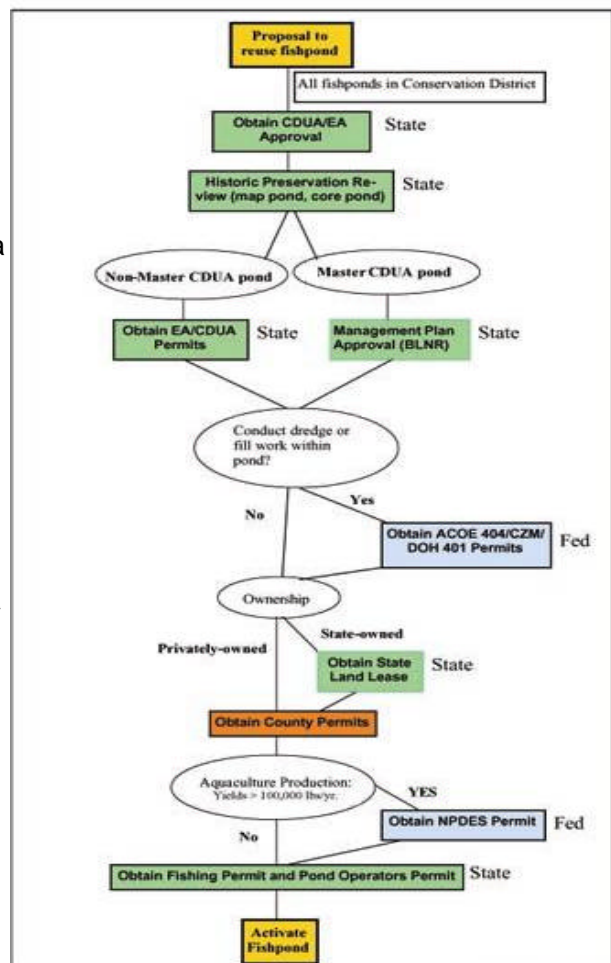 Proposal to
reuse fishpond
All fishponds in Conservation District
Obtain CDUA/EA
Approval
State
Historic Preservation Re-
view (map pond, core pond)
State
a
Non-Master CDUA pond
Master CDUA pond
Obtain EA/CDUA
Permits
State
Management Plan
Approval (BLNR)
State
Conduct dredge or
fill work within
pond?
No
Yes
Obtain ACOE 404/CZM/
DOH 401 Permits
Fed
Ownership
Privately-owned
State-owned
Obtain State
Land Lease
State
Obtain County Permits
Aquaculture Production:
Yields > 100,000 lbs/yr.
YES
No
Obtain NPDES Permit
Fed
Obtain Fishing Permit and Pond Operators Permit
State
Activate
Fishpond